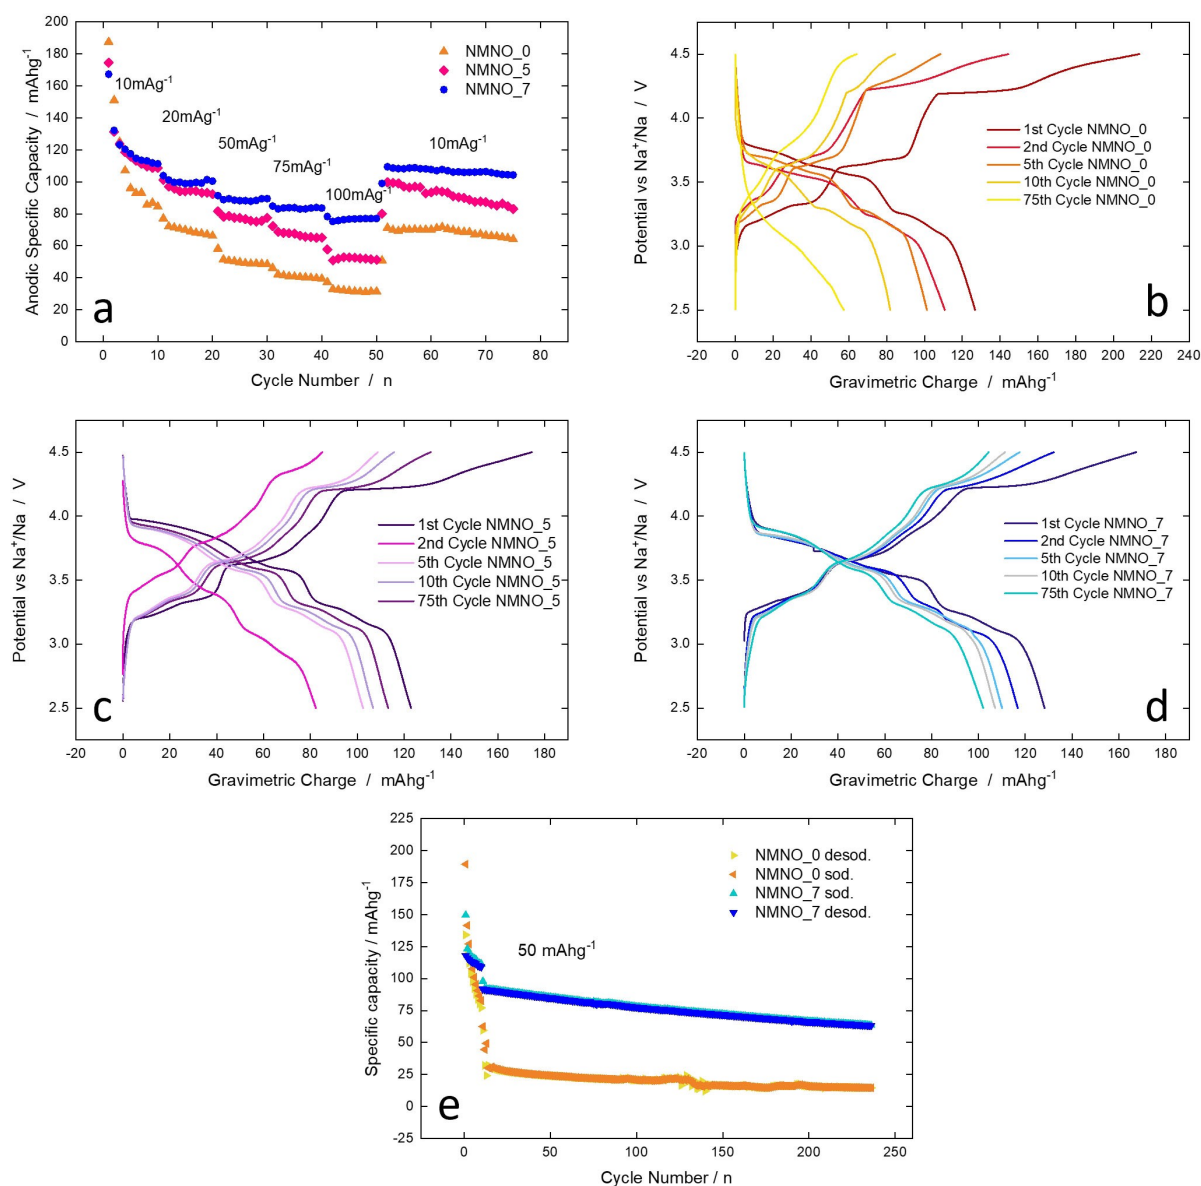 200
180
160
140
120
100
80
60
40
20
0
Anodic Specific Capacity / mAhg⁻¹
10mAg⁻¹
20mAg⁻¹
50mAg⁻¹
75mAg⁻¹
100mAg⁻¹
10mAg⁻¹
NMNO_0
NMNO_5
NMNO_7
a
0 10 20 30 40 50 60 70 80
Cycle Number / n
4.5
4.0
3.5
3.0
2.5
Potential vs Na⁺/Na / V
1st Cycle NMNO_0
2nd Cycle NMNO_0
5th Cycle NMNO_0
10th Cycle NMNO_0
75th Cycle NMNO_0
b
-20 0 20 40 60 80 100 120 140 160 180 200 220 240
Gravimetric Charge / mAhg⁻¹
4.5
4.0
3.5
3.0
2.5
Potential vs Na⁺/Na / V
1st Cycle NMNO_5
2nd Cycle NMNO_5
5th Cycle NMNO_5
10th Cycle NMNO_5
75th Cycle NMNO_5
c
-20 0 20 40 60 80 100 120 140 160 180
Gravimetric Charge / mAhg⁻¹
4.5
4.0
3.5
3.0
2.5
Potential vs Na⁺/Na / V
1st Cycle NMNO_7
2nd Cycle NMNO_7
5th Cycle NMNO_7
10th Cycle NMNO_7
75th Cycle NMNO_7
d
-20 0 20 40 60 80 100 120 140 160 180
Gravimetric Charge / mAhg⁻¹
225
200
175
150
125
100
75
50
25
0
-25
Specific capacity / mAhg⁻¹
50 mAhg⁻¹
NMNO_0 desod.
NMNO_0 sod.
NMNO_7 sod.
NMNO_7 desod.
e
0 50 100 150 200 250
Cycle Number / n